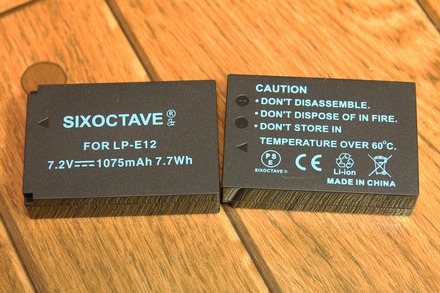 SIXOCTAVE®
FOR LP-E12
7.2V⎓1075mAh 7.7Wh
CAUTION
•DON'T DISASSEMBLE.
•DON'T DISPOSE OF IN FIRE.
•DON'T STORE IN
TEMPERATURE OVER 60°C.
PSE CE Li-ion
SIXOCTAVE MADE IN CHINA